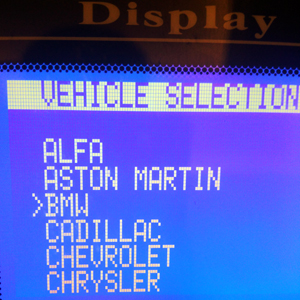 Display
VEHICLE SELECTION
ALFA
ASTON MARTIN
>BMW
CADILLAC
CHEVROLET
CHRYSLER